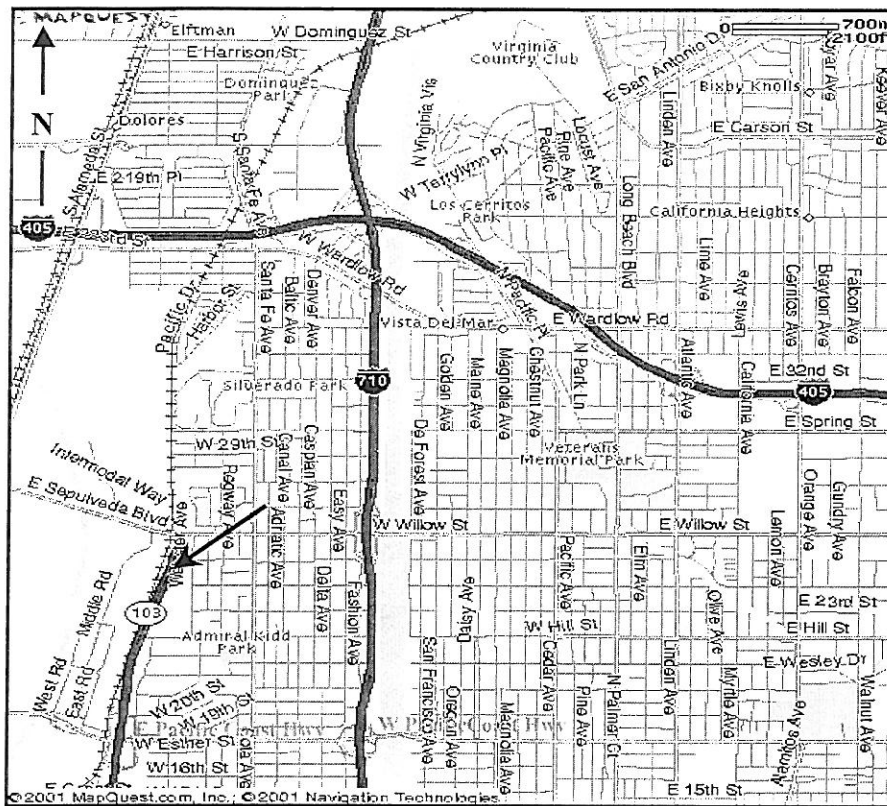 MAPQUEST
Elftman
W Dominguez St
700m
2100ft
E Harrison St
Virginia
Country Club
E San Antonio D
Dominguez
Park
Bixby Knolls
N
Dolores
N Virginia Vis
Linden Ave
Keever Ave
E Carson St
Locust Ave
Pine Ave
Pacific Ave
S Alameda St
S Santa Fe Ave
E 219th Pl
W Terrylynn Pl
Los Cerritos
Park
Long Beach Blvd
California Heights
405
E 223rd St
W Wardlow Rd
Lime Ave
Lewis Ave
Cerritos Ave
Brayton Ave
Falcon Ave
Pacific Dr
Harbor St
Santa Fe Ave
Baltic Ave
Denver Ave
N Pacific Pl
E Wardlow Rd
Vista Del Mar
Silverado Park
710
Golden Ave
Maine Ave
Magnolia Ave
Chestnut Ave
N Park Ln
Atlantic Ave
California Ave
E 32nd St
405
E Spring St
W 29th St
Canal Ave
Caspian Ave
De Forest Ave
Veterans
Memorial Park
Intermodal Way
E Sepulveda Blvd
Regway Ave
Adriatic Ave
Easy Ave
W Willow St
E Willow St
Lemon Ave
Orange Ave
Gundry Ave
Middle Rd
103
Delta Ave
Fashion Ave
Daisy Ave
Pacific Ave
Elm Ave
Olive Ave
E 23rd St
W Hill St
E Hill St
Admiral Kidd
Park
E Wesley Dr
West Rd
East Rd
W 20th St
W 19th St
San Francisco Ave
Oregon Ave
Magnolia Ave
Cedar Ave
Pine Ave
N Palmer Ct
Linden Ave
Myrtle Ave
Alamitos Ave
Walnut Ave
E Pacific Coast Hwy
W Pacific Coast Hwy
W Esther St
W 16th St
E 15th St
©2001 MapQuest.com, Inc.; ©2001 Navigation Technologies